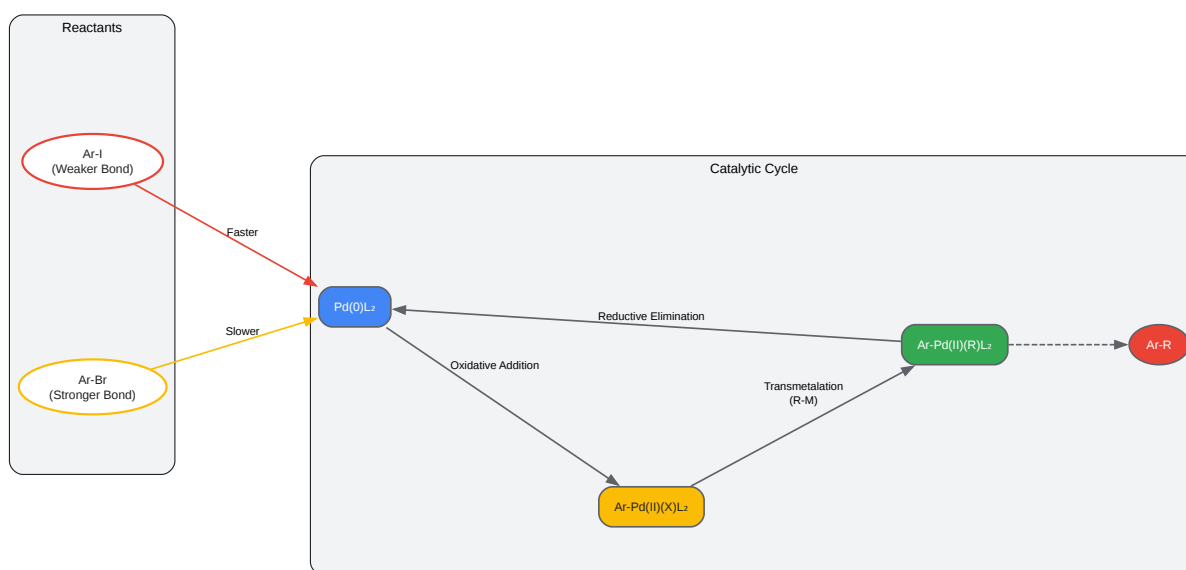 Reactants
Ar-I
(Weaker Bond)
Faster
Ar-Br
(Stronger Bond)
Slower
Catalytic Cycle
Pd(0)L₂
Reductive Elimination
Oxidative Addition
Ar-Pd(II)(R)L₂
Ar-R
Transmetalation
(R-M)
Ar-Pd(II)(X)L₂